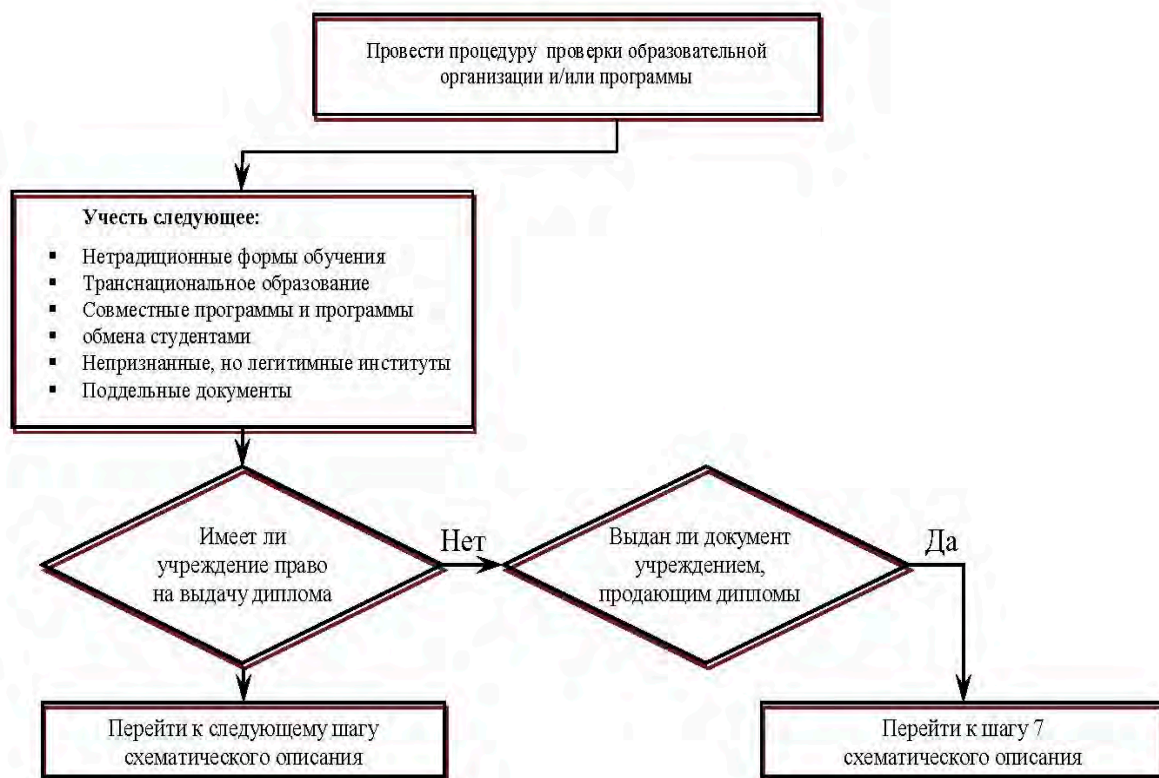 Провести процедуру проверки образовательной
организации и/или программы
Учесть следующее:
▪ Нетрадиционные формы обучения
▪ Транснациональное образование
▪ Совместные программы и программы
▪ обмена студентами
▪ Непризнанные, но легитимные институты
▪ Поддельные документы
Имеет ли
учреждение право
на выдачу диплома
Нет
Выдан ли документ
учреждением,
продающим дипломы
Да
Перейти к следующему шагу
схематического описания
Перейти к шагу 7
схематического описания